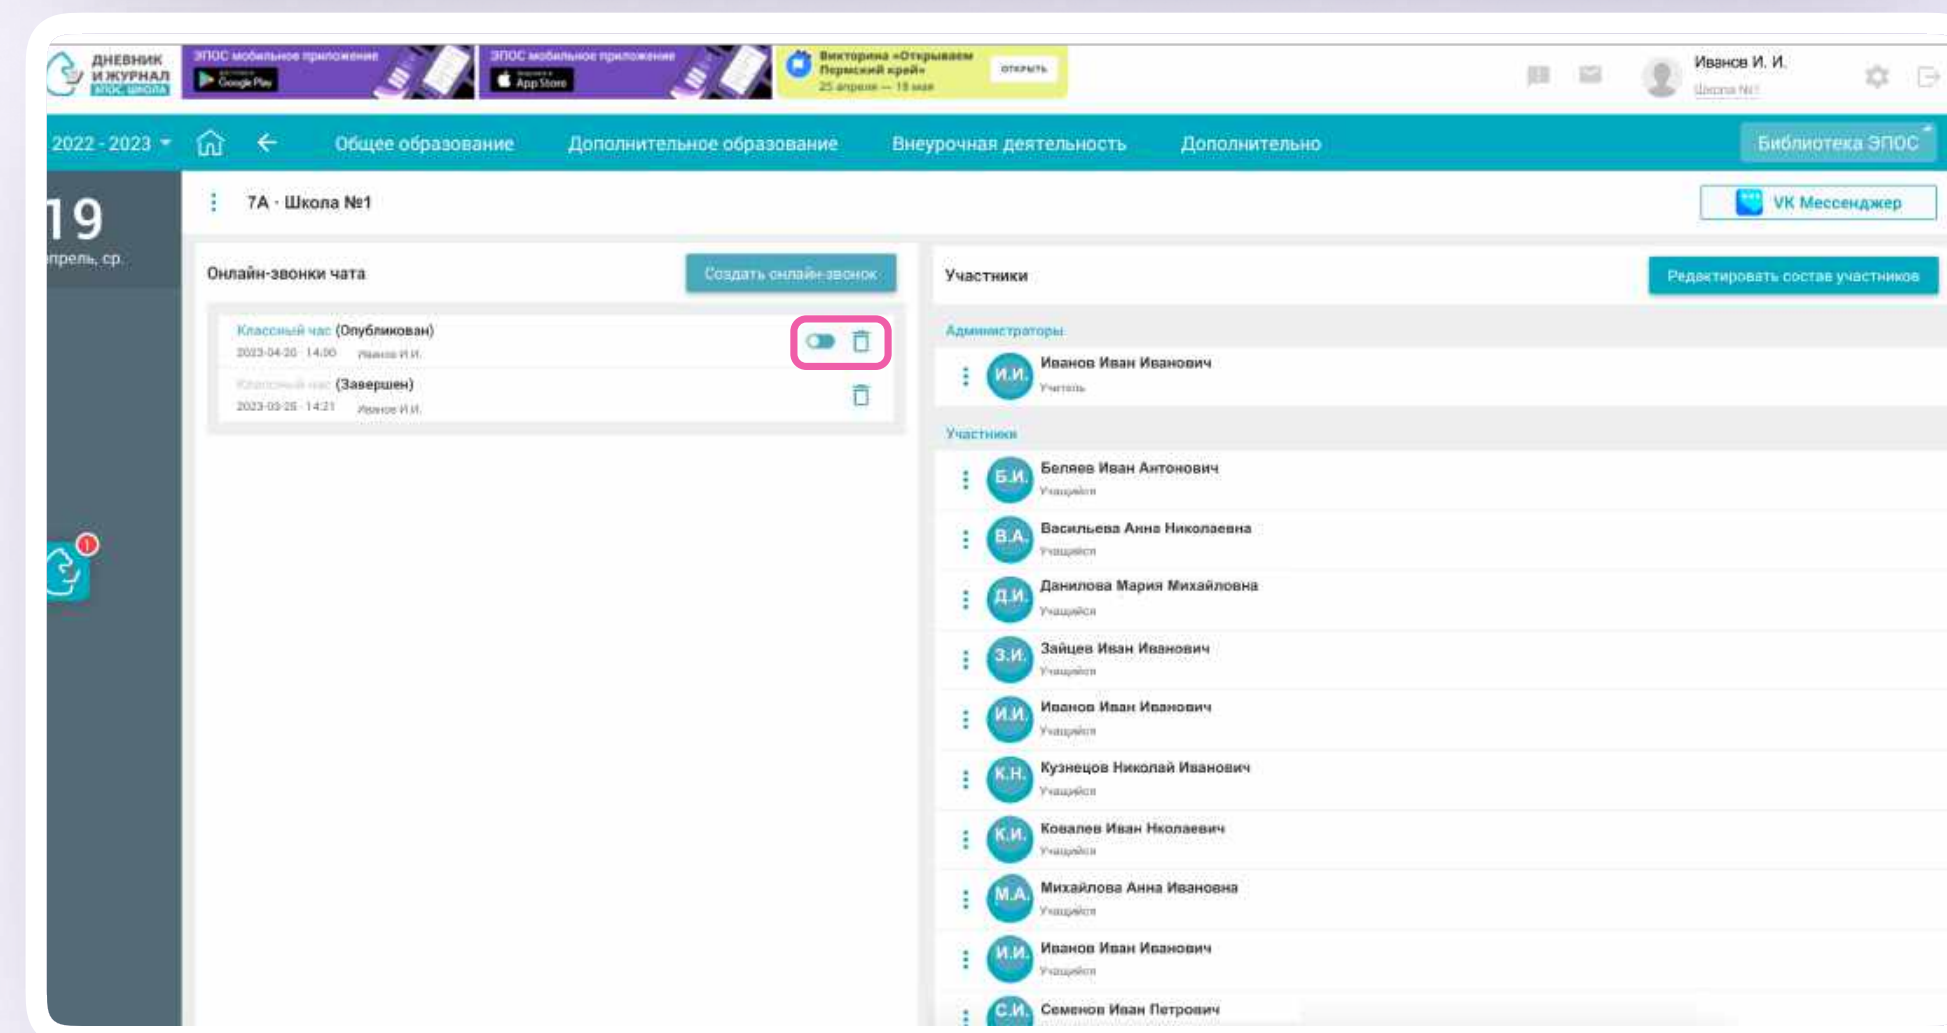 ДНЕВНИК
И ЖУРНАЛ
ЭПОС.ШКОЛА
ЭПОС мобильное приложение
Google Play
ЭПОС мобильное приложение
App Store
Викторина «Открываем
Пермский край»
25 апреля — 18 мая
ОТКРЫТЬ
Иванов И. И.
Школа №1
2022 - 2023
Общее образование
Дополнительное образование
Внеурочная деятельность
Дополнительно
Библиотека ЭПОС
19
апрель, ср.
7А · Школа №1
VK Мессенджер
Онлайн-звонки чата
Создать онлайн-звонок
Классный час (Опубликован)
2023-04-20 · 14:00 Иванов И.И.
Классный час (Завершен)
14:21 Иванов И.И.
1
Участники
Редактировать состав участников
Администраторы
И.И. Иванов Иван Иванович
Учитель
Участники
Б.И. Беляев Иван Антонович
Учащийся
В.А. Васильева Анна Николаевна
Учащийся
Д.И. Данилова Мария Михайловна
Учащийся
З.И. Зайцев Иван Иванович
Учащийся
И.И. Иванов Иван Иванович
Учащийся
К.Н. Кузнецов Николай Иванович
Учащийся
К.И. Ковалев Иван Нколаевич
Учащийся
М.А. Михайлова Анна Ивановна
Учащийся
И.И. Иванов Иван Иванович
Учащийся
С.И. Семенов Иван Петрович